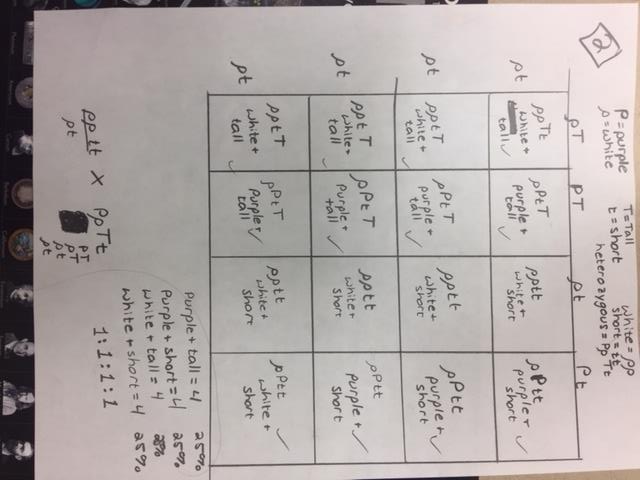 2
P=purple
p=white
T=Tall
t=short
heterozygous=Pp Tt
white=pp
short=tt
pT PT pt Pt
pt
ppTt
white+
tall ✓
pPtT
purple+
tall ✓
pptt
white+
short
pPtt
purple+
short ✓
pt
pptT
white+
tall ✓
pPtT
purple+
tall ✓
pptt
white+
short
pPtt
purple+
short ✓
pt
pptT
white+
tall ✓
pPtT
purple+
tall ✓
pptt
white+
short
pPtt
purple+
short ✓
pt
pptT
white+
tall ✓
pPtT
purple+
tall ✓
pptt
white+
short
pPtt
white+
short ✓
pptt x PpTt
pt
pT
PT
pt
Pt
Purple+tall=4 25%
Purple+short=4 25%
white+tall=4 25%
white+short=4 25%
1:1:1:1